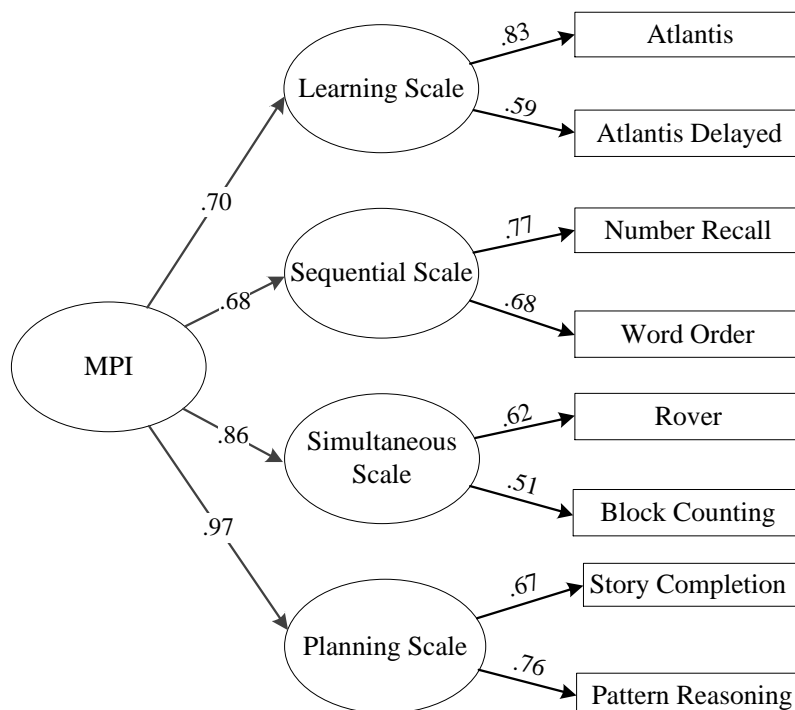 .83
Atlantis
Learning Scale
.59
Atlantis Delayed
.70
.77
Number Recall
Sequential Scale
.68
.68
Word Order
MPI
.62
Rover
.86
Simultaneous
Scale
.51
Block Counting
.97
.67
Story Completion
Planning Scale
.76
Pattern Reasoning